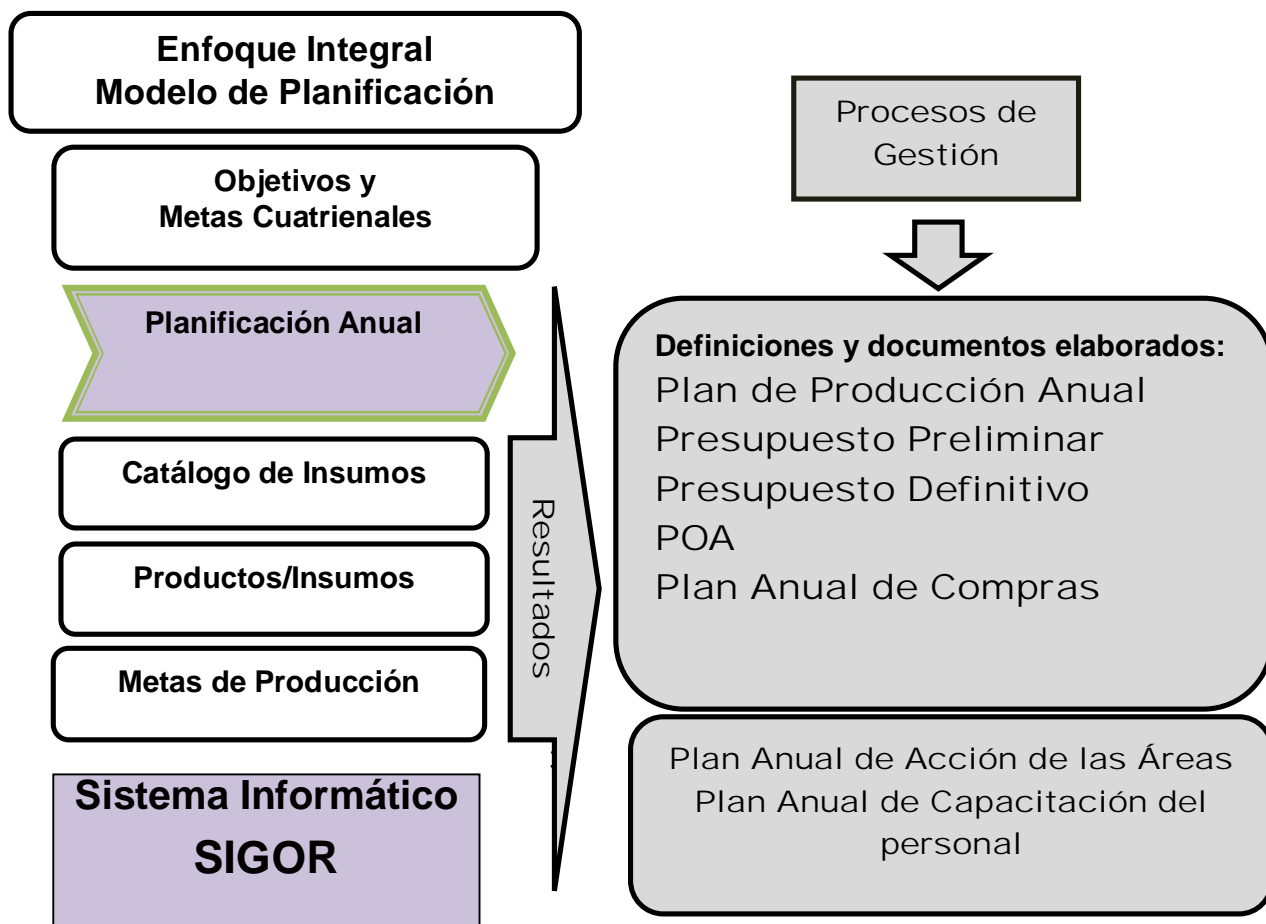 Enfoque Integral
Modelo de Planificación
Objetivos y
Metas Cuatrienales
Planificación Anual
Catálogo de Insumos
Productos/Insumos
Metas de Producción
Sistema Informático
SIGOR
Resultados
Procesos de
Gestión
Definiciones y documentos elaborados:
Plan de Producción Anual
Presupuesto Preliminar
Presupuesto Definitivo
POA
Plan Anual de Compras
Plan Anual de Acción de las Áreas
Plan Anual de Capacitación del
personal